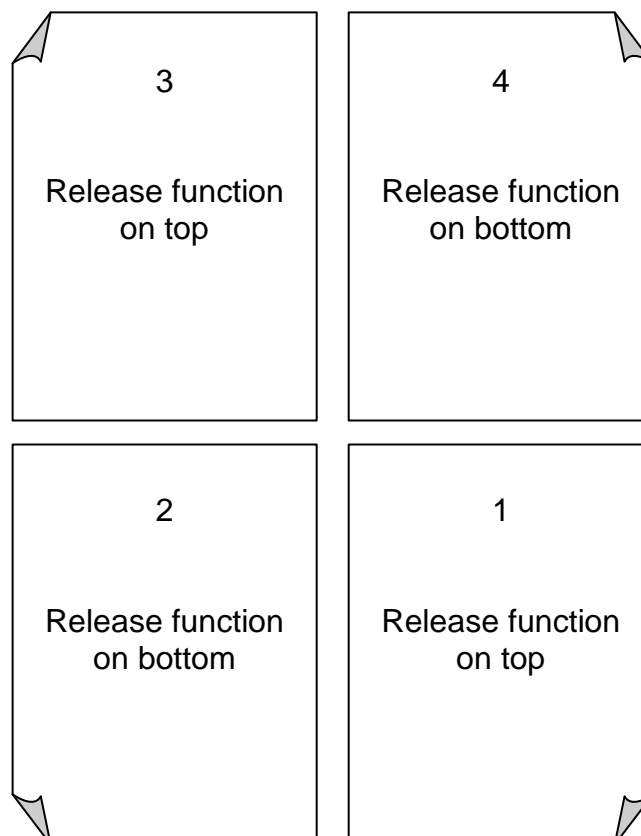 3
Release function
on top
4
Release function
on bottom
2
Release function
on bottom
1
Release function
on top